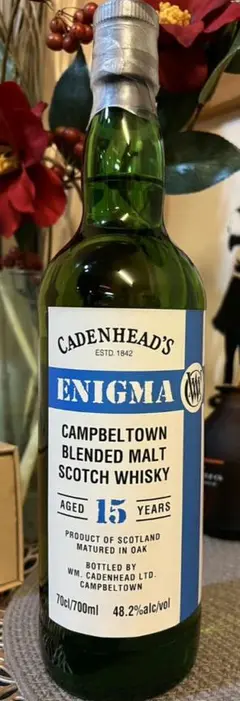 CADENHEAD'S
ESTD. 1842
ENIGMA
CAMPBELTOWN
BLENDED MALT
SCOTCH WHISKY
AGED 15 YEARS
PRODUCT OF SCOTLAND
MATURED IN OAK
BOTTLED BY
WM. CADENHEAD LTD.
CAMPBELTOWN
70cl/700ml 48.2%alc/vol